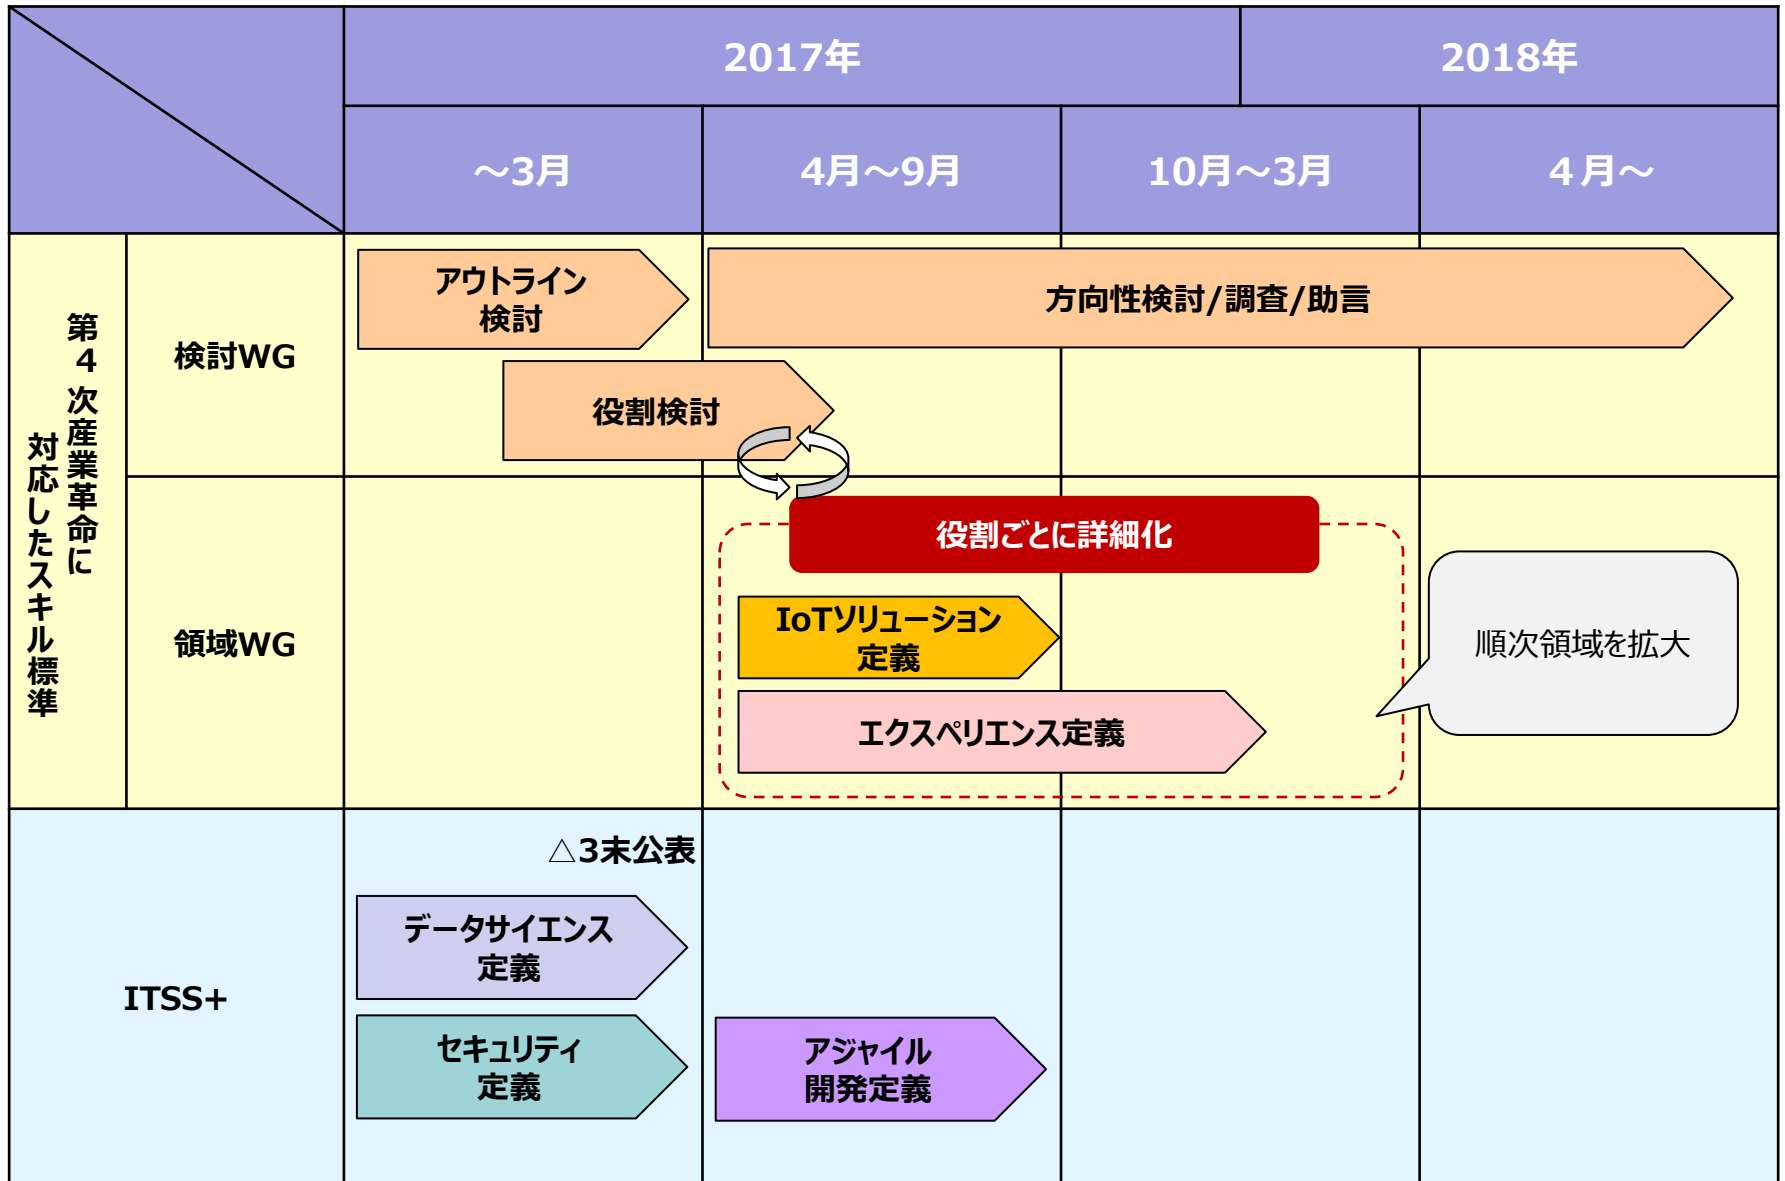 2017年
2018年
～3月
4月～9月
10月～3月
４月～
第４次産業革命に
対応したスキル標準
検討WG
アウトライン
検討
方向性検討/調査/助言
役割検討
領域WG
役割ごとに詳細化
IoTソリューション
定義
エクスペリエンス定義
順次領域を拡大
ITSS+
△3末公表
データサイエンス
定義
セキュリティ
定義
アジャイル
開発定義